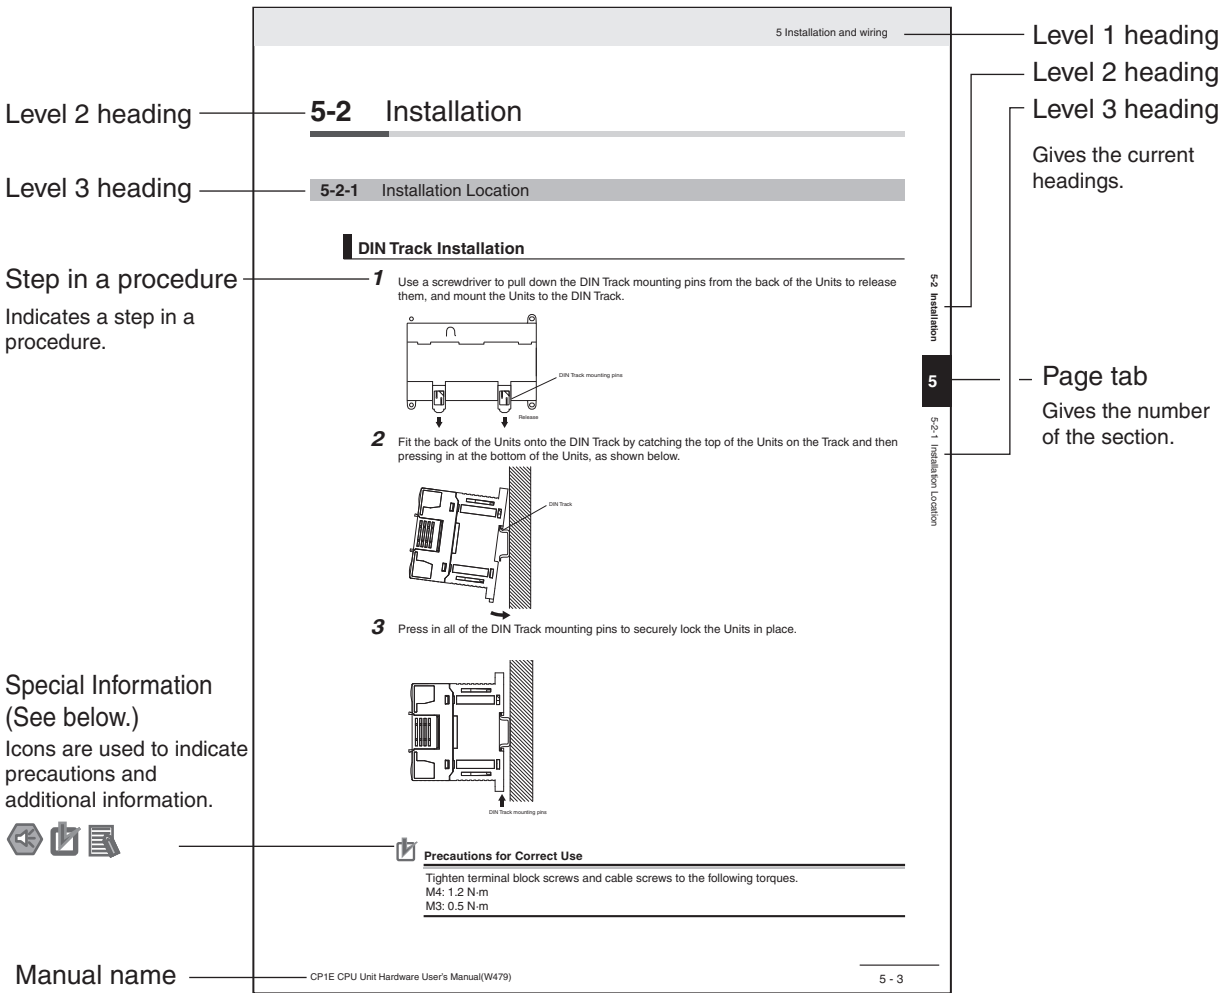 5 Installation and wiring
Level 1 heading
Level 2 heading
Level 3 heading
Gives the current
headings.
Level 2 heading
5-2 Installation
Level 3 heading
5-2-1 Installation Location
DIN Track Installation
Step in a procedure
Indicates a step in a
procedure.
1 Use a screwdriver to pull down the DIN Track mounting pins from the back of the Units to release
them, and mount the Units to the DIN Track.
DIN Track mounting pins
Release
5-2 Installation
5
5-2-1 Installation Location
Page tab
Gives the number
of the section.
2 Fit the back of the Units onto the DIN Track by catching the top of the Units on the Track and then
pressing in at the bottom of the Units, as shown below.
DIN Track
3 Press in all of the DIN Track mounting pins to securely lock the Units in place.
DIN Track mounting pins
Special Information
(See below.)
Icons are used to indicate
precautions and
additional information.
Precautions for Correct Use
Tighten terminal block screws and cable screws to the following torques.
M4: 1.2 N·m
M3: 0.5 N·m
Manual name
CP1E CPU Unit Hardware User's Manual(W479)
5 - 3